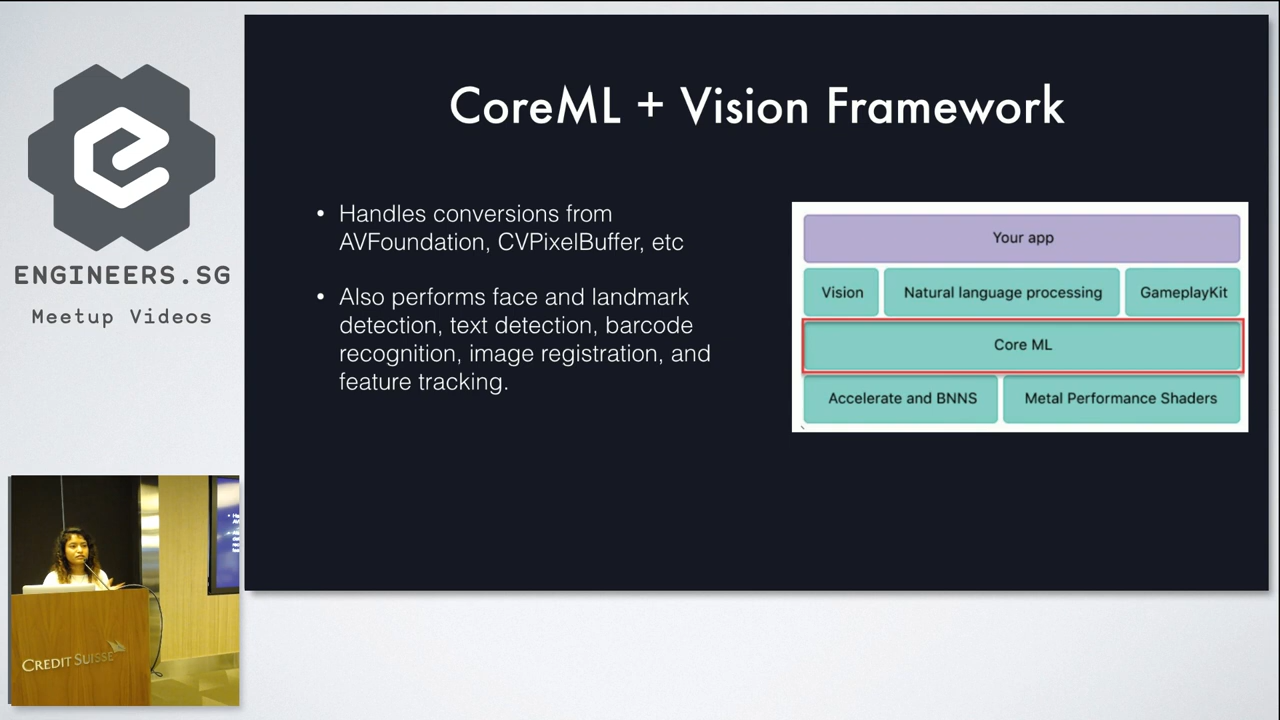 ENGINEERS.SG
Meetup Videos
CoreML + Vision Framework
• Handles conversions from
AVFoundation, CVPixelBuffer, etc
• Also performs face and landmark
detection, text detection, barcode
recognition, image registration, and
feature tracking.
Your app
Vision
Natural language processing
GameplayKit
Core ML
Accelerate and BNNS
Metal Performance Shaders
CREDIT SUISSE